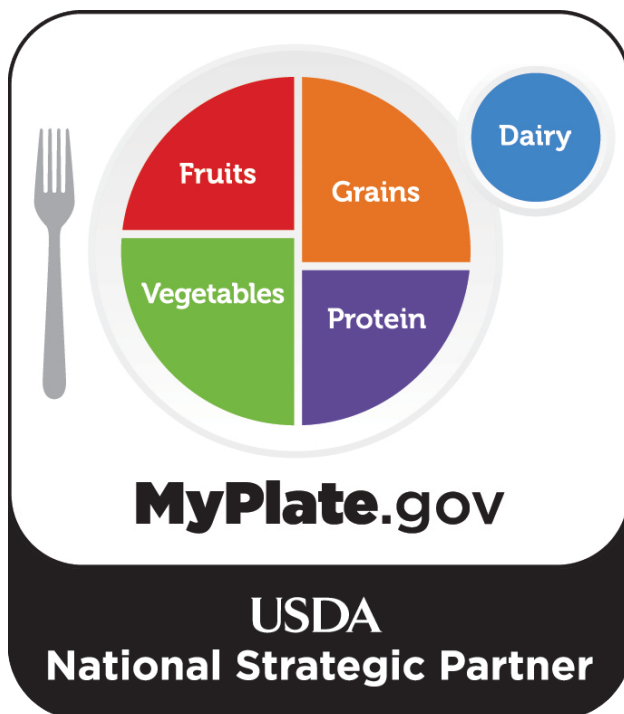 Fruits
Grains
Dairy
Vegetables
Protein
MyPlate.gov
USDA
National Strategic Partner